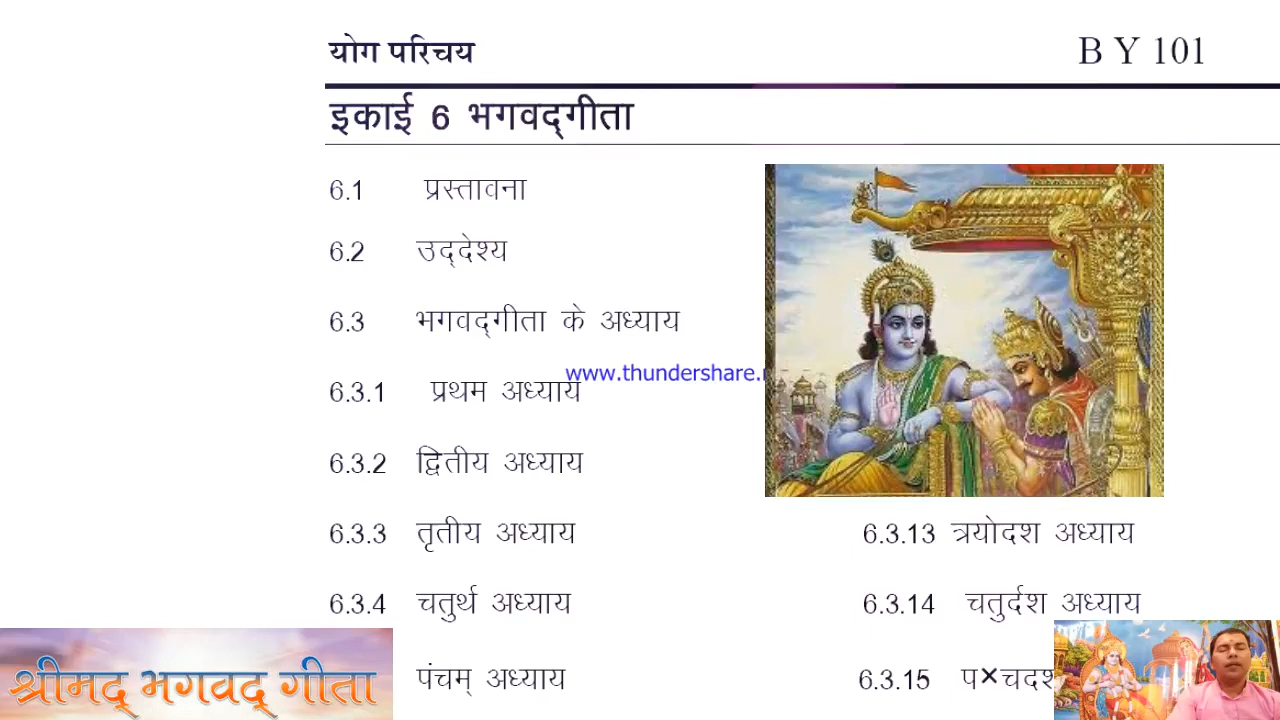 योग परिचय
B Y 101
इकाई 6 भगवद्गीता
6.1 प्रस्तावना
6.2 उद्देश्य
6.3 भगवद्गीता के अध्याय
www.thundershare.
6.3.1 प्रथम अध्याय
6.3.2 द्वितीय अध्याय
6.3.3 तृतीय अध्याय
6.3.13 त्रयोदश अध्याय
6.3.4 चतुर्थ अध्याय
6.3.14 चतुर्दश अध्याय
पंचम् अध्याय
6.3.15 प×चदश
श्रीमद् भगवद् गीता